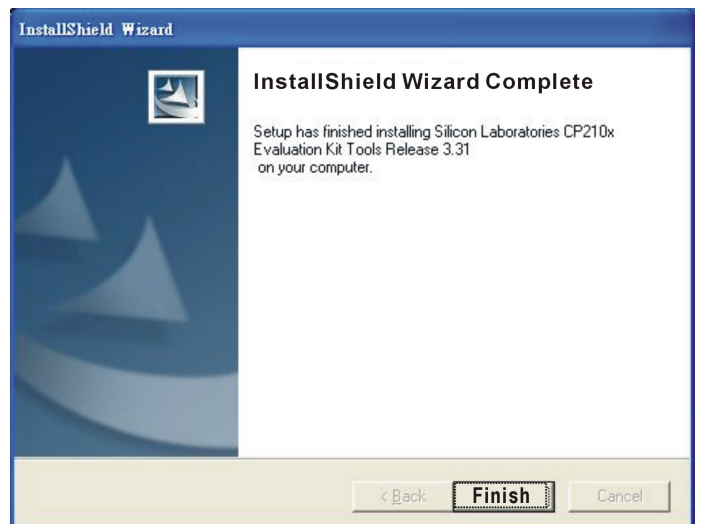 InstallShield Wizard
InstallShield Wizard Complete
Setup has finished installing Silicon Laboratories CP210x
Evaluation Kit Tools Release 3.31
on your computer.
< Back
Finish
Cancel